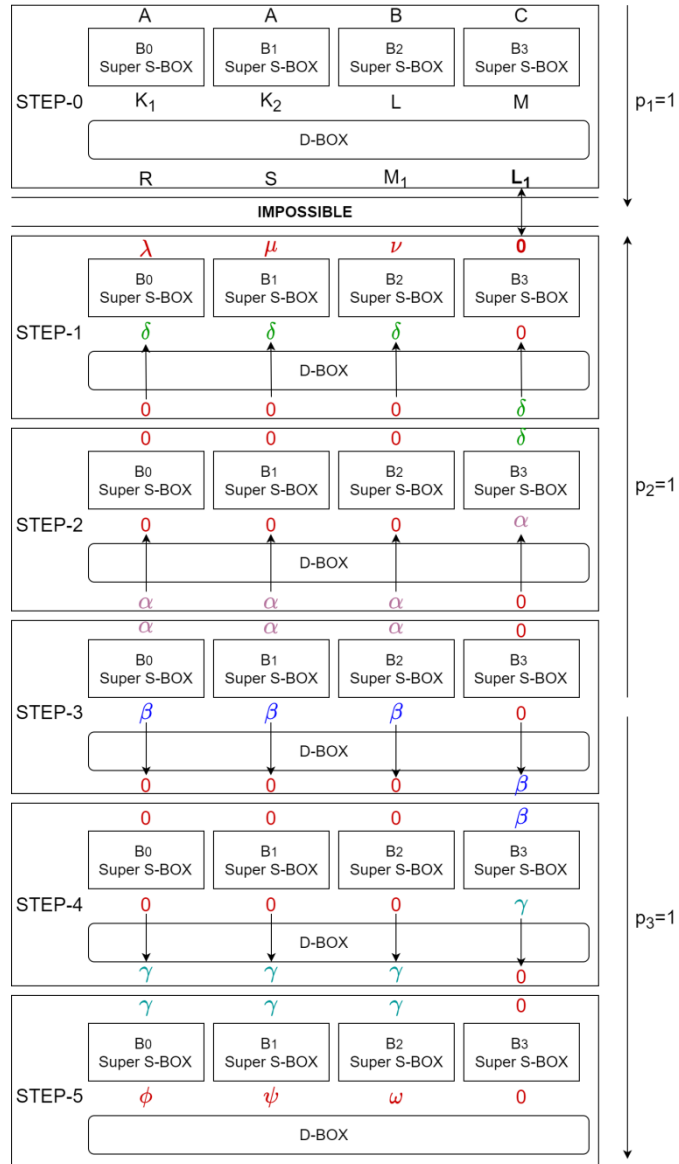 A A B C
B0 B1 B2 B3
Super S-BOX Super S-BOX Super S-BOX Super S-BOX
STEP-0 K1 K2 L M p1=1
D-BOX
R S M1 L1
IMPOSSIBLE
λ μ ν 0
B0 B1 B2 B3
Super S-BOX Super S-BOX Super S-BOX Super S-BOX
STEP-1 δ δ δ 0
D-BOX
0 0 0 δ
0 0 0 δ
B0 B1 B2 B3
Super S-BOX Super S-BOX Super S-BOX Super S-BOX
p2=1
STEP-2 0 0 0 α
D-BOX
α α α 0
α α α 0
B0 B1 B2 B3
Super S-BOX Super S-BOX Super S-BOX Super S-BOX
STEP-3 β β β 0
D-BOX
0 0 0 β
0 0 0 β
B0 B1 B2 B3
Super S-BOX Super S-BOX Super S-BOX Super S-BOX
STEP-4 0 0 0 γ
p3=1
D-BOX
γ γ γ 0
γ γ γ 0
B0 B1 B2 B3
Super S-BOX Super S-BOX Super S-BOX Super S-BOX
STEP-5 ϕ ψ ω 0
D-BOX